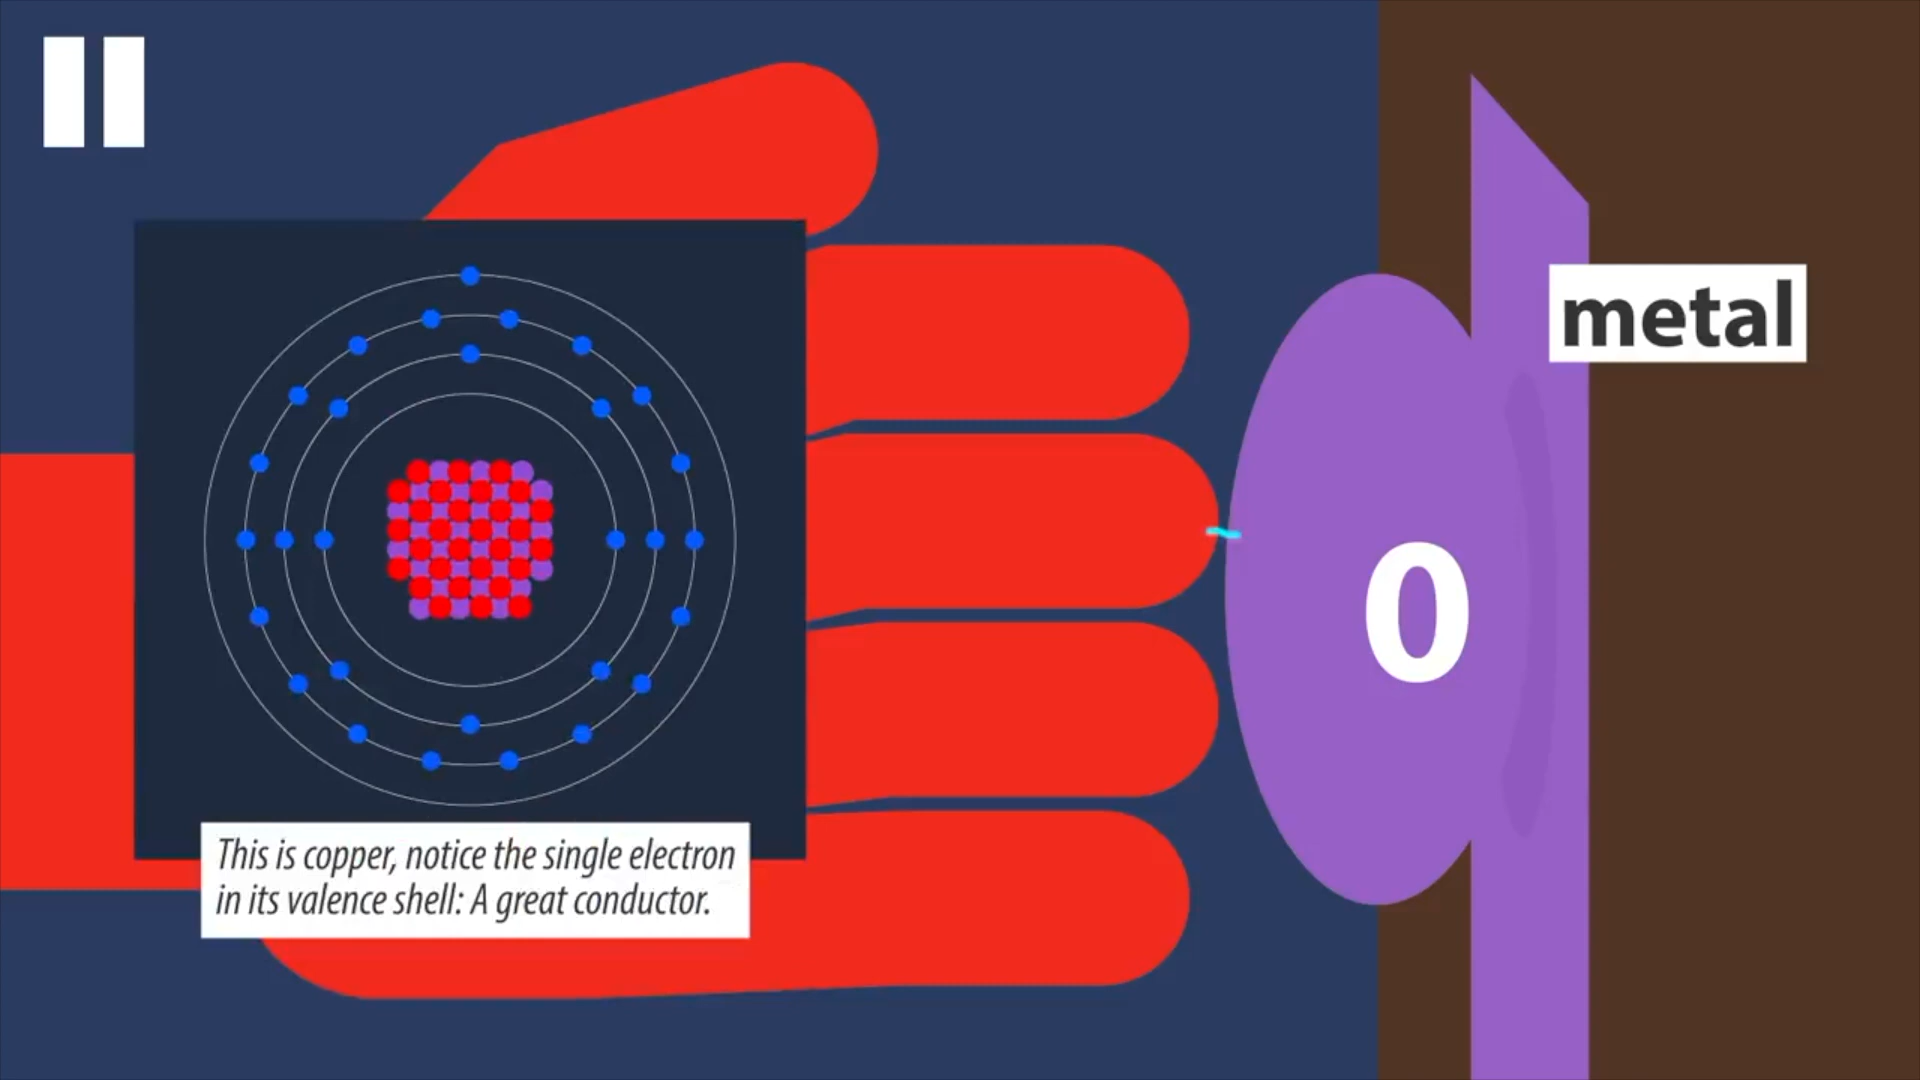 metal
0
This is copper, notice the single electron
in its valence shell: A great conductor.